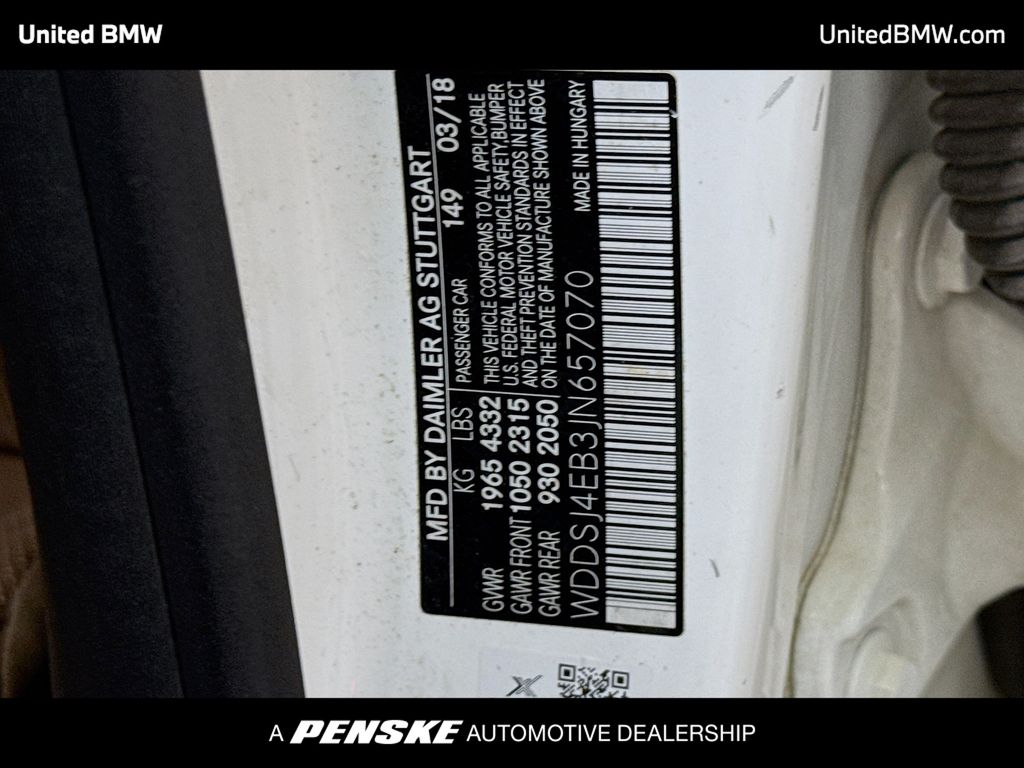 United BMW
UnitedBMW.com
MFD BY DAIMLER AG STUTTGART
KG LBS PASSENGER CAR 149 03/18
GVWR 1965 4332 THIS VEHICLE CONFORMS TO ALL APPLICABLE
GAWR FRONT 1050 2315 U.S. FEDERAL MOTOR VEHICLE SAFETY, BUMPER
AND THEFT PREVENTION STANDARDS IN EFFECT
GAWR REAR 930 2050 ON THE DATE OF MANUFACTURE SHOWN ABOVE
WDDSJ4EB3JN657070 MADE IN HUNGARY
A PENSKE AUTOMOTIVE DEALERSHIP